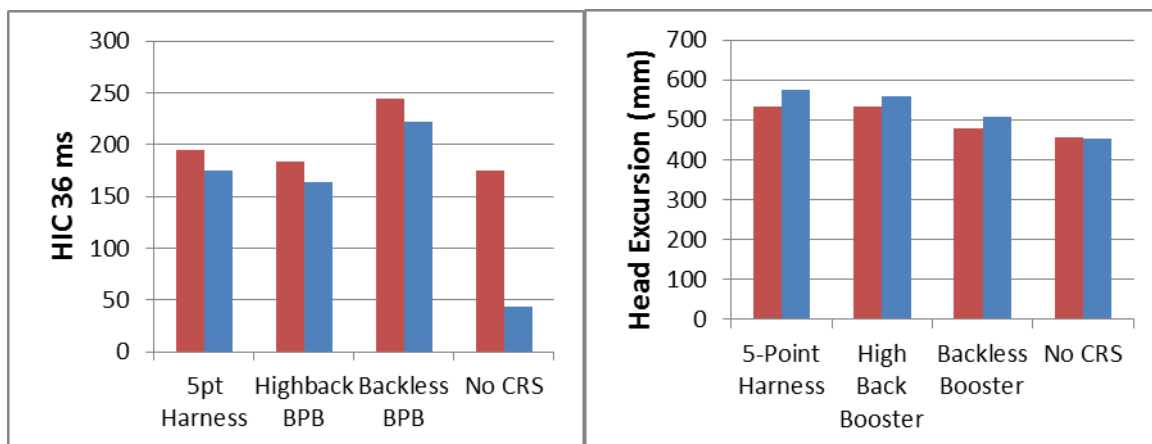 300
250
200
150
100
50
0
HIC 36 ms
5pt Highback Backless No CRS
Harness BPB BPB
700
600
500
400
300
200
100
0
Head Excursion (mm)
5-Point High Backless No CRS
Harness Back Booster
Booster